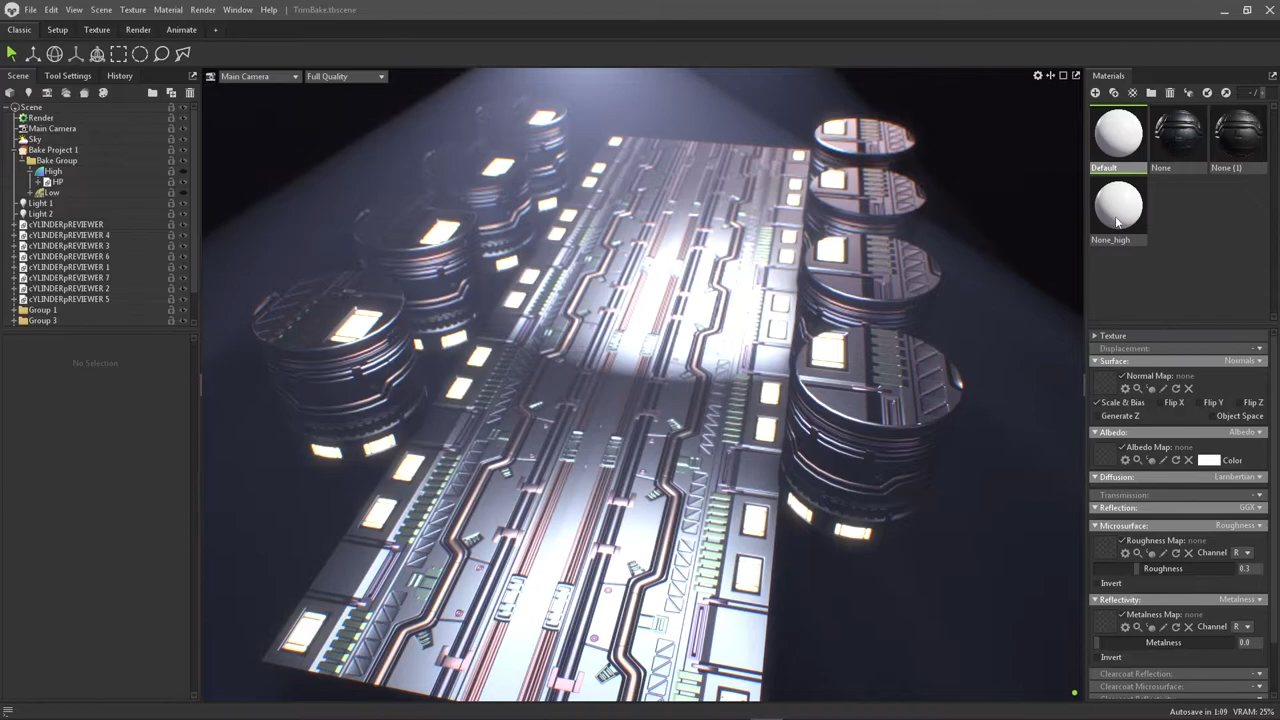 File Edit View Scene Texture Material Render Window Help TrimBake.tbscene
Classic Setup Texture Render Animate +
Scene Tool Settings History
Main Camera Full Quality
Materials
Scene
Render
Main Camera
Sky
Bake Project 1
Bake Group
High
HP
Low
Light 1
Light 2
cYLINDERpREVIEWER
cYLINDERpREVIEWER 4
cYLINDERpREVIEWER 3
cYLINDERpREVIEWER 6
cYLINDERpREVIEWER 1
cYLINDERpREVIEWER 7
cYLINDERpREVIEWER 2
cYLINDERpREVIEWER 5
Group 1
Group 3
No Selection
Default None None (1)
None_high
Texture
Displacement:
Surface: Normals
Normal Map: none
Scale & Bias Flip X Flip Y Flip Z
Generate Z Object Space
Albedo: Albedo
Albedo Map: none
Color
Diffusion: Lambertian
Transmission:
Reflection: GGX
Microsurface: Roughness
Roughness Map: none
Channel R
Roughness 0.3
Invert
Reflectivity: Metalness
Metalness Map: none
Channel R
Metalness 0.0
Invert
Clearcoat Reflection:
Clearcoat Microsurface:
Clearcoat Reflectivity:
Autosave in 1:09 VRAM: 25%